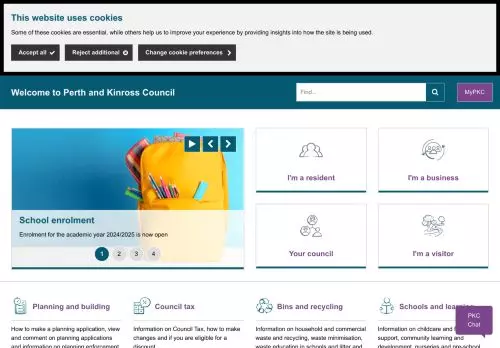 This website uses cookies
Some of these cookies are essential, while others help us to improve your experience by providing insights into how the site is being used.
Accept all
Reject additional
Change cookie preferences
Welcome to Perth and Kinross Council
Find...
MyPKC
School enrolment
Enrolment for the academic year 2024/2025 is now open
1 2 3 4
I'm a resident
I'm a business
Your council
I'm a visitor
Planning and building
How to make a planning application, view
and comment on planning applications
and information on planning enforcement
Council tax
Information on Council Tax, how to make
changes and if you are eligible for a
discount
Bins and recycling
Information on household and commercial
waste and recycling, waste minimisation,
waste education in schools and litter and
Schools and
Information on childcare and
support, community learning and
development, nurseries and pre-school
PKC
Chat